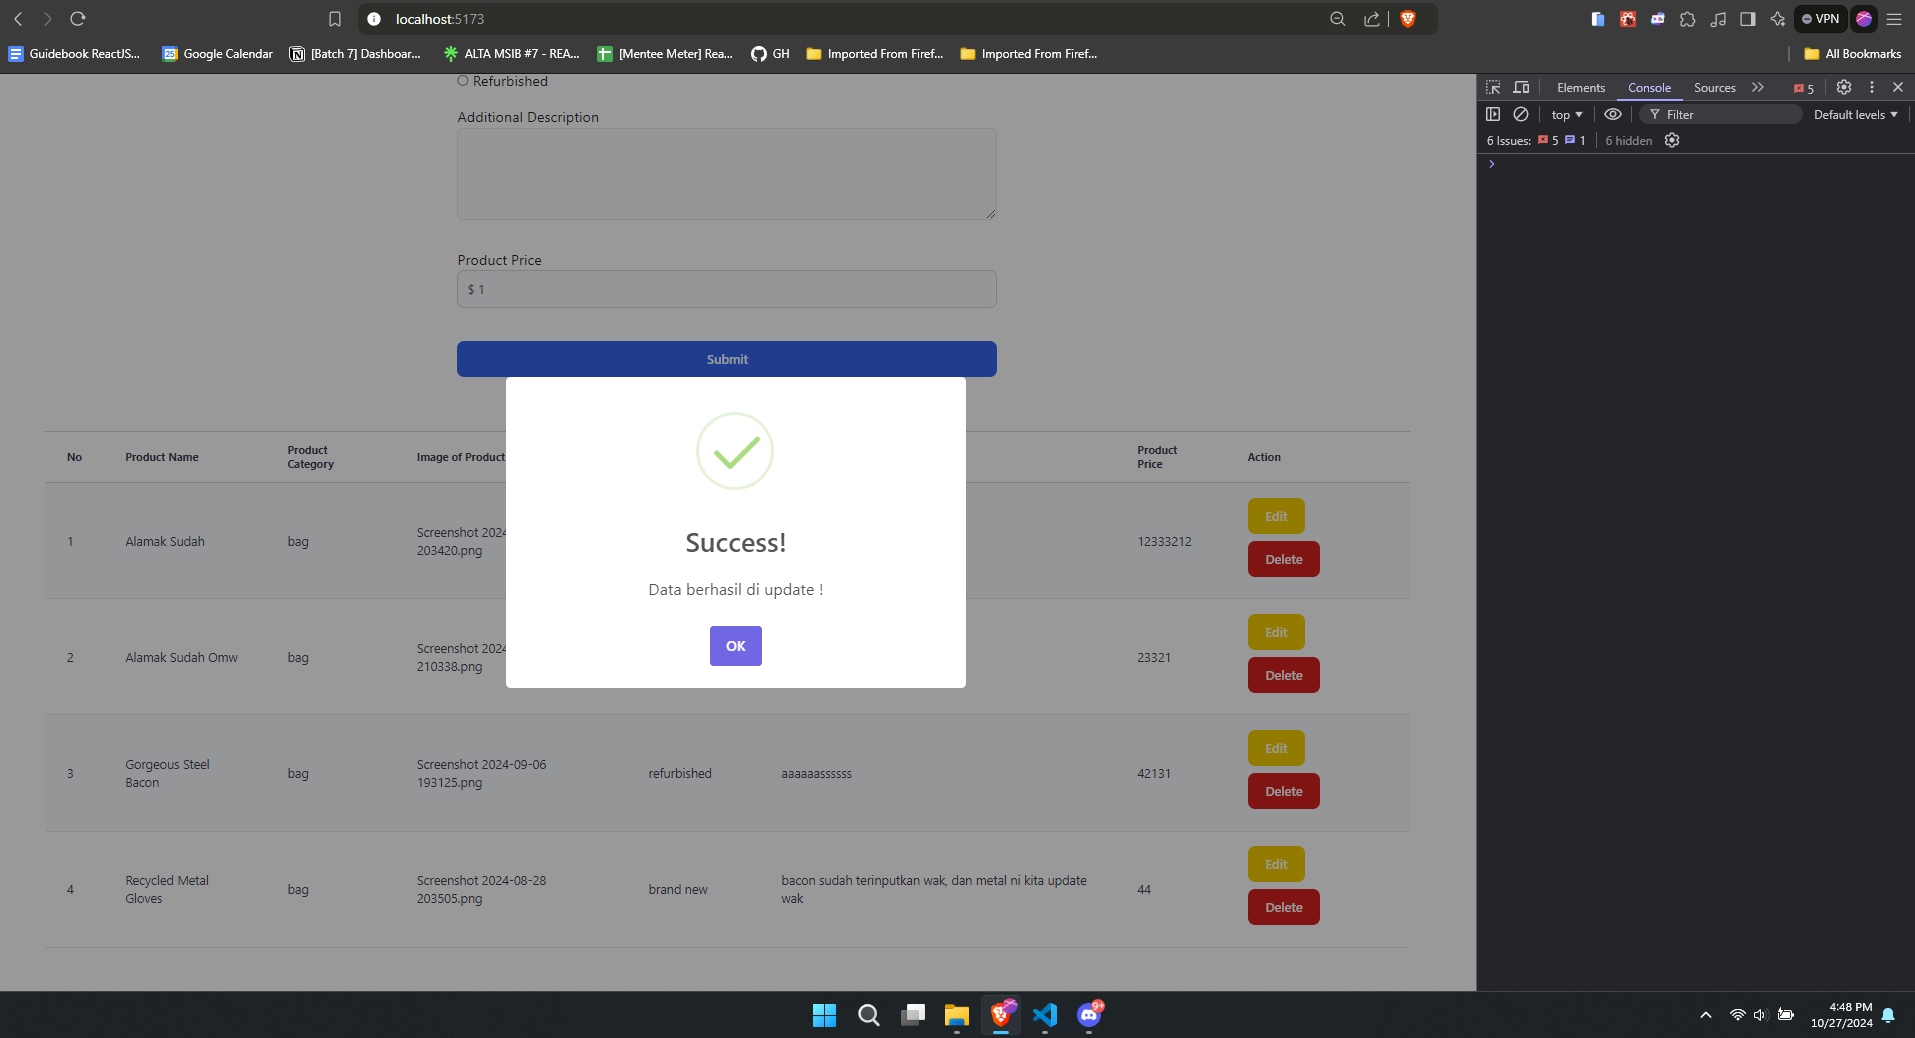 localhost:5173
VPN
Guidebook ReactJS...
Google Calendar
[Batch 7] Dashboar...
ALTA MSIB #7 - REA...
[Mentee Meter] Rea...
GH
Imported From Firef...
Imported From Firef...
All Bookmarks
Refurbished
Additional Description
Product Price
$ 1
Submit
Elements
Console
Sources
5
top
Filter
Default levels
6 Issues: 5 1
6 hidden
No
Product Name
Product
Category
Image of Product
Product
Price
Action
1
Alamak Sudah
bag
Screenshot 2024-
203420.png
12333212
Edit
Delete
2
Alamak Sudah Omw
bag
Screenshot 2024-
210338.png
23321
Edit
Delete
Success!
Data berhasil di update !
OK
3
Gorgeous Steel
Bacon
bag
Screenshot 2024-09-06
193125.png
refurbished
aaaaaassssss
42131
Edit
Delete
4
Recycled Metal
Gloves
bag
Screenshot 2024-08-28
203505.png
brand new
bacon sudah terinputkan wak, dan metal ni kita update
wak
44
Edit
Delete
9+
4:48 PM
10/27/2024